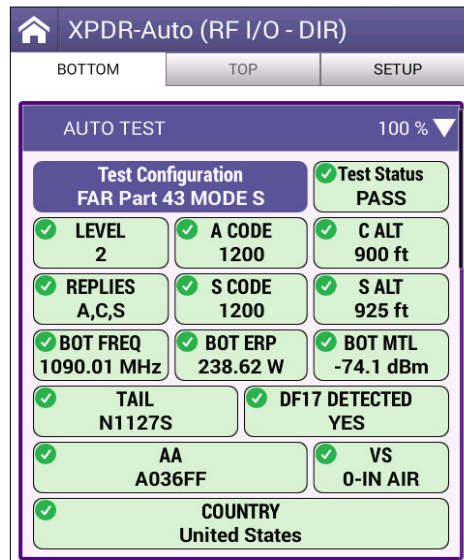 XPDR-Auto (RF I/O - DIR)
BOTTOM TOP SETUP
AUTO TEST 100 %
Test Configuration
FAR Part 43 MODE S
Test Status
PASS
LEVEL
2
A CODE
1200
C ALT
900 ft
REPLIES
A,C,S
S CODE
1200
S ALT
925 ft
BOT FREQ
1090.01 MHz
BOT ERP
238.62 W
BOT MTL
-74.1 dBm
TAIL
N1127S
DF17 DETECTED
YES
AA
A036FF
VS
0-IN AIR
COUNTRY
United States